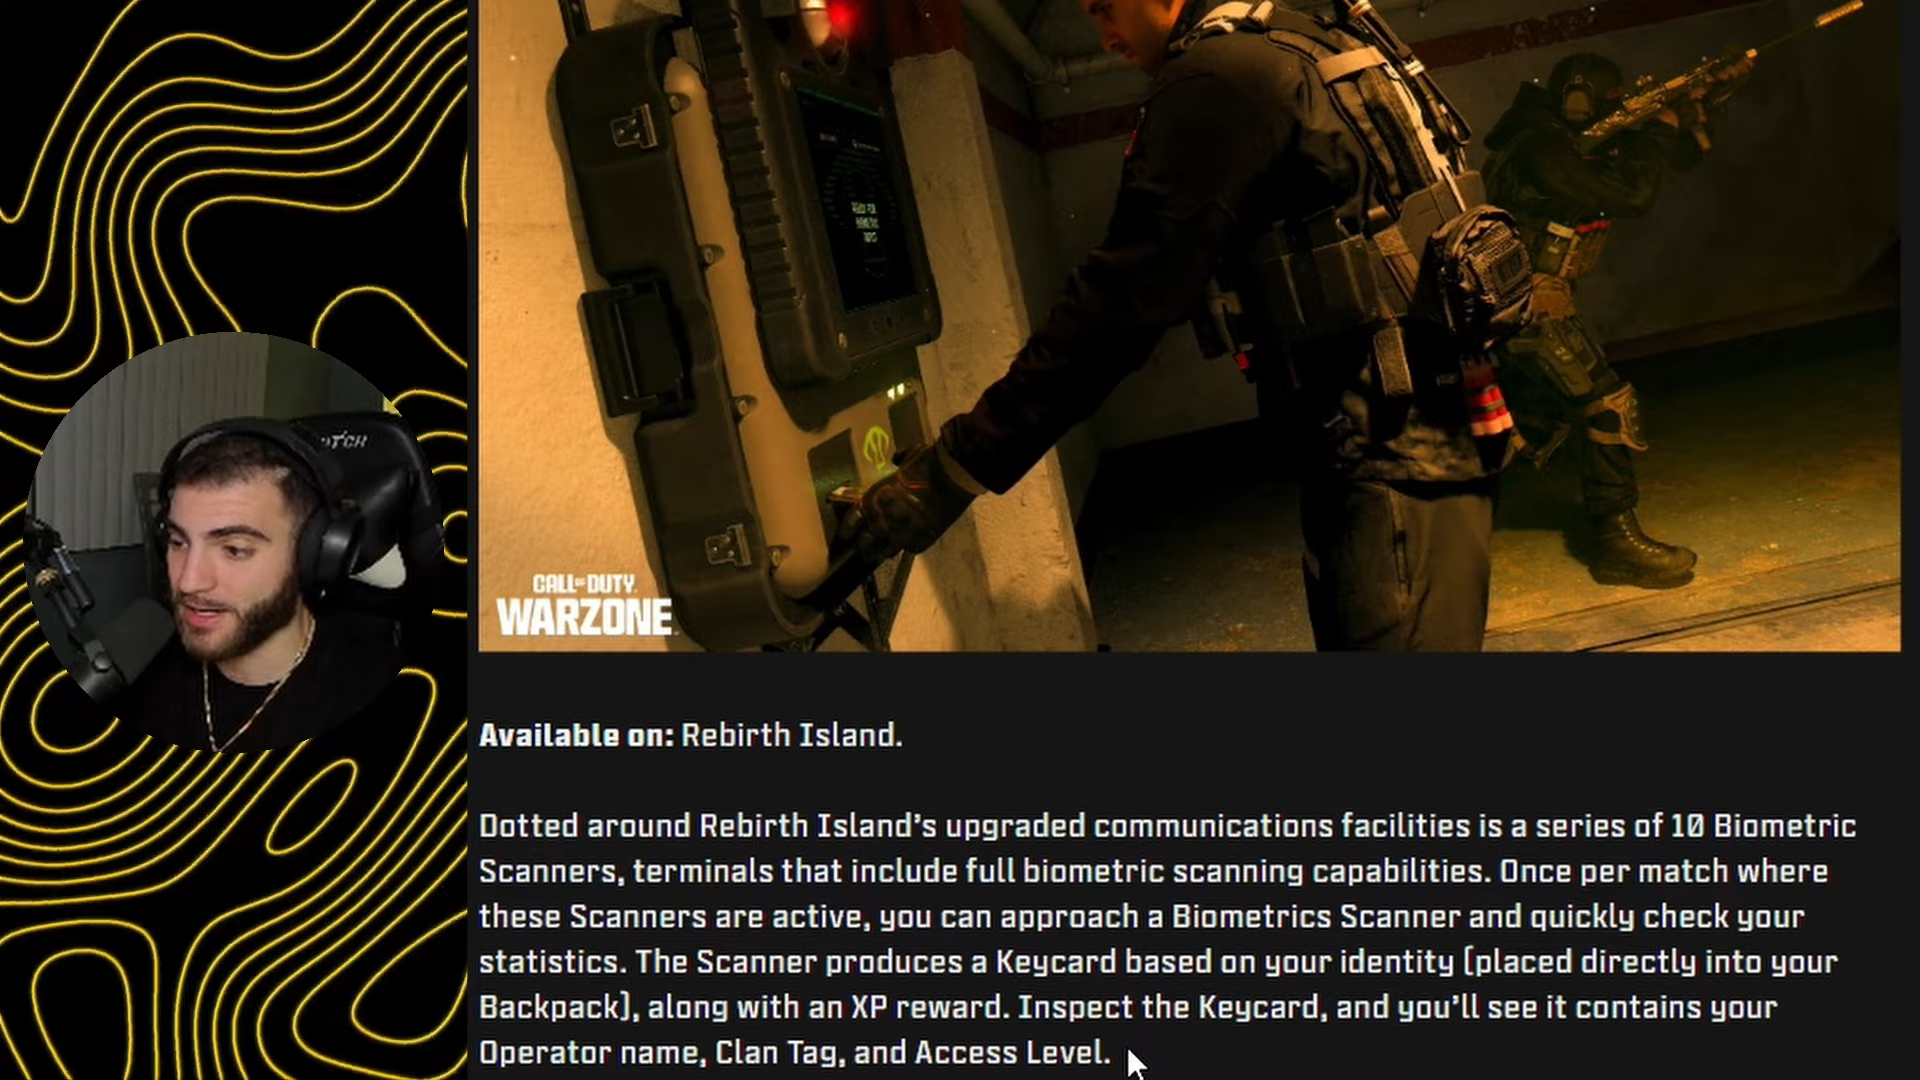 CALL OF DUTY
WARZONE
Available on: Rebirth Island.
Dotted around Rebirth Island's upgraded communications facilities is a series of 10 Biometric
Scanners, terminals that include full biometric scanning capabilities. Once per match where
these Scanners are active, you can approach a Biometrics Scanner and quickly check your
statistics. The Scanner produces a Keycard based on your identity (placed directly into your
Backpack), along with an XP reward. Inspect the Keycard, and you'll see it contains your
Operator name, Clan Tag, and Access Level.